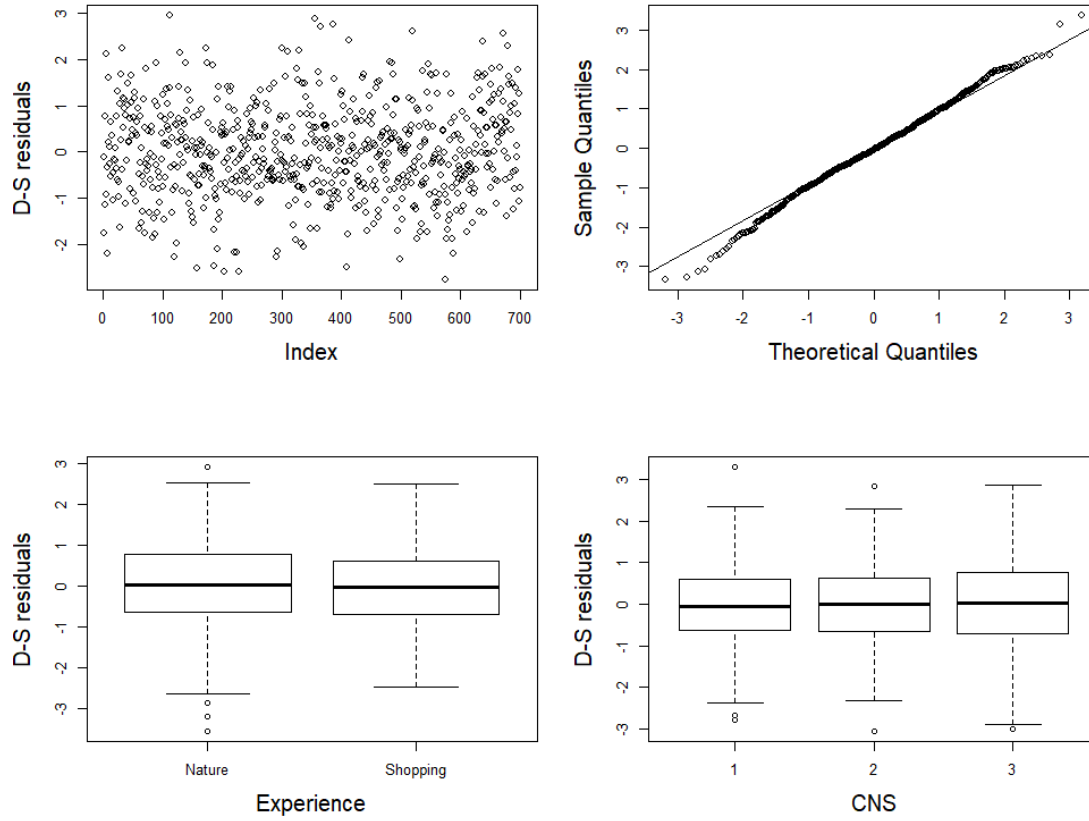 D-S residuals
3
2
1
0
-1
-2
0 100 200 300 400 500 600 700
Index
Sample Quantiles
3
2
1
0
-1
-2
-3
-3 -2 -1 0 1 2 3
Theoretical Quantiles
D-S residuals
3
2
1
0
-1
-2
-3
Nature Shopping
Experience
D-S residuals
3
2
1
0
-1
-2
-3
1 2 3
CNS